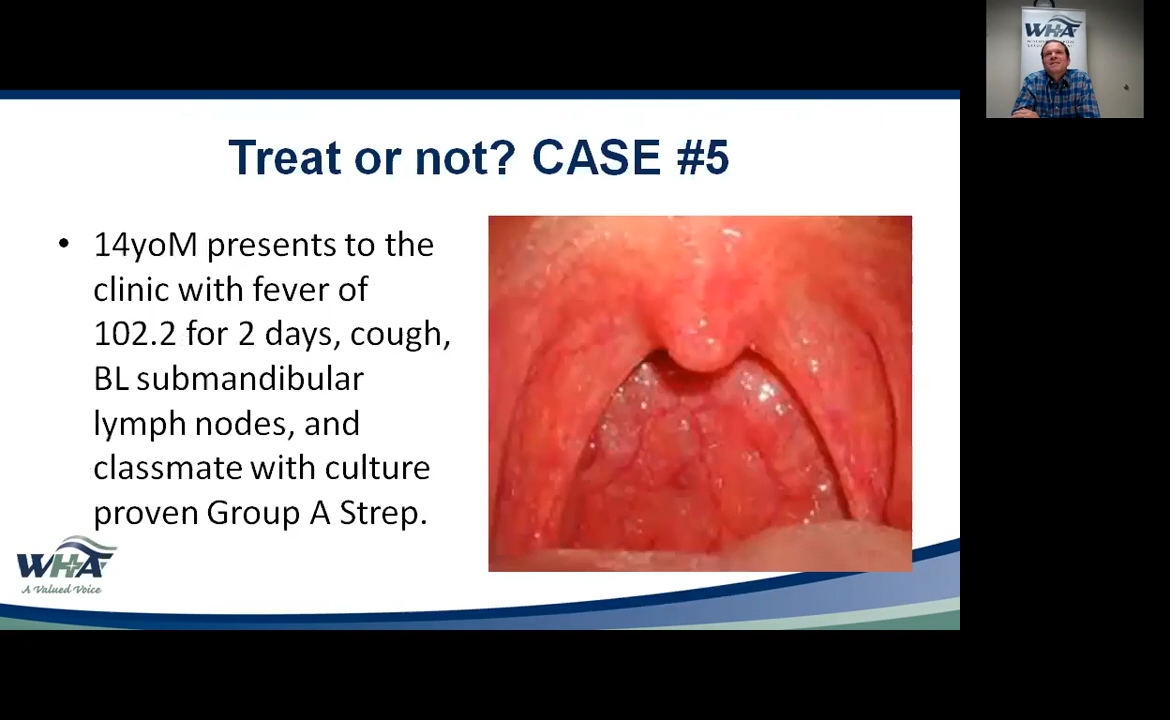 WHA
Treat or not? CASE #5
• 14yoM presents to the
clinic with fever of
102.2 for 2 days, cough,
BL submandibular
lymph nodes, and
classmate with culture
proven Group A Strep.
WHA
A Valued Voice